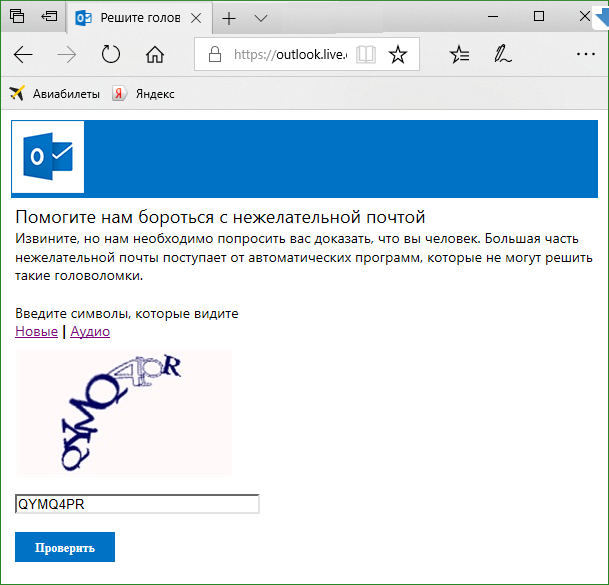 Решите голов
https://outlook.live.
Авиабилеты Я Яндекс
o
Помогите нам бороться с нежелательной почтой
Извините, но нам необходимо попросить вас доказать, что вы человек. Большая часть
нежелательной почты поступает от автоматических программ, которые не могут решить
такие головоломки.
Введите символы, которые видите
Новые | Аудио
QYMQ4PR
QYMQ4PR
Проверить